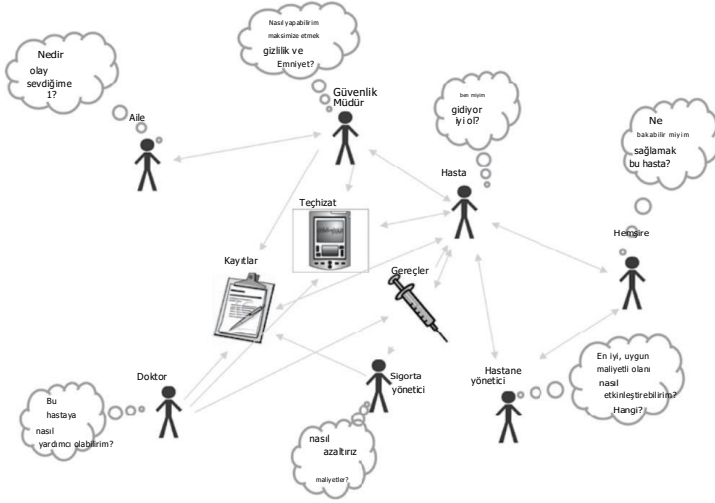 Nedir
olay
sevdiğime
1?
Aile
Nasıl yapabilirim
maksimize etmek
gizlilik ve
Emniyet?
Güvenlik
Müdür
ben miyim
gidiyor
iyi ol?
Hasta
Ne
bakabilir miyim
sağlamak
bu hasta?
Hemşire
Teçhizat
Kayıtlar
Gereçler
Doktor
Bu
hastaya
nasıl
yardımcı olabilirim?
Sigorta
yönetici
nasıl
azaltırız
maliyetler?
Hastane
yönetici
En iyi, uygun
maliyetli olanı
nasıl
etkinleştirebilirim?
Hangi?